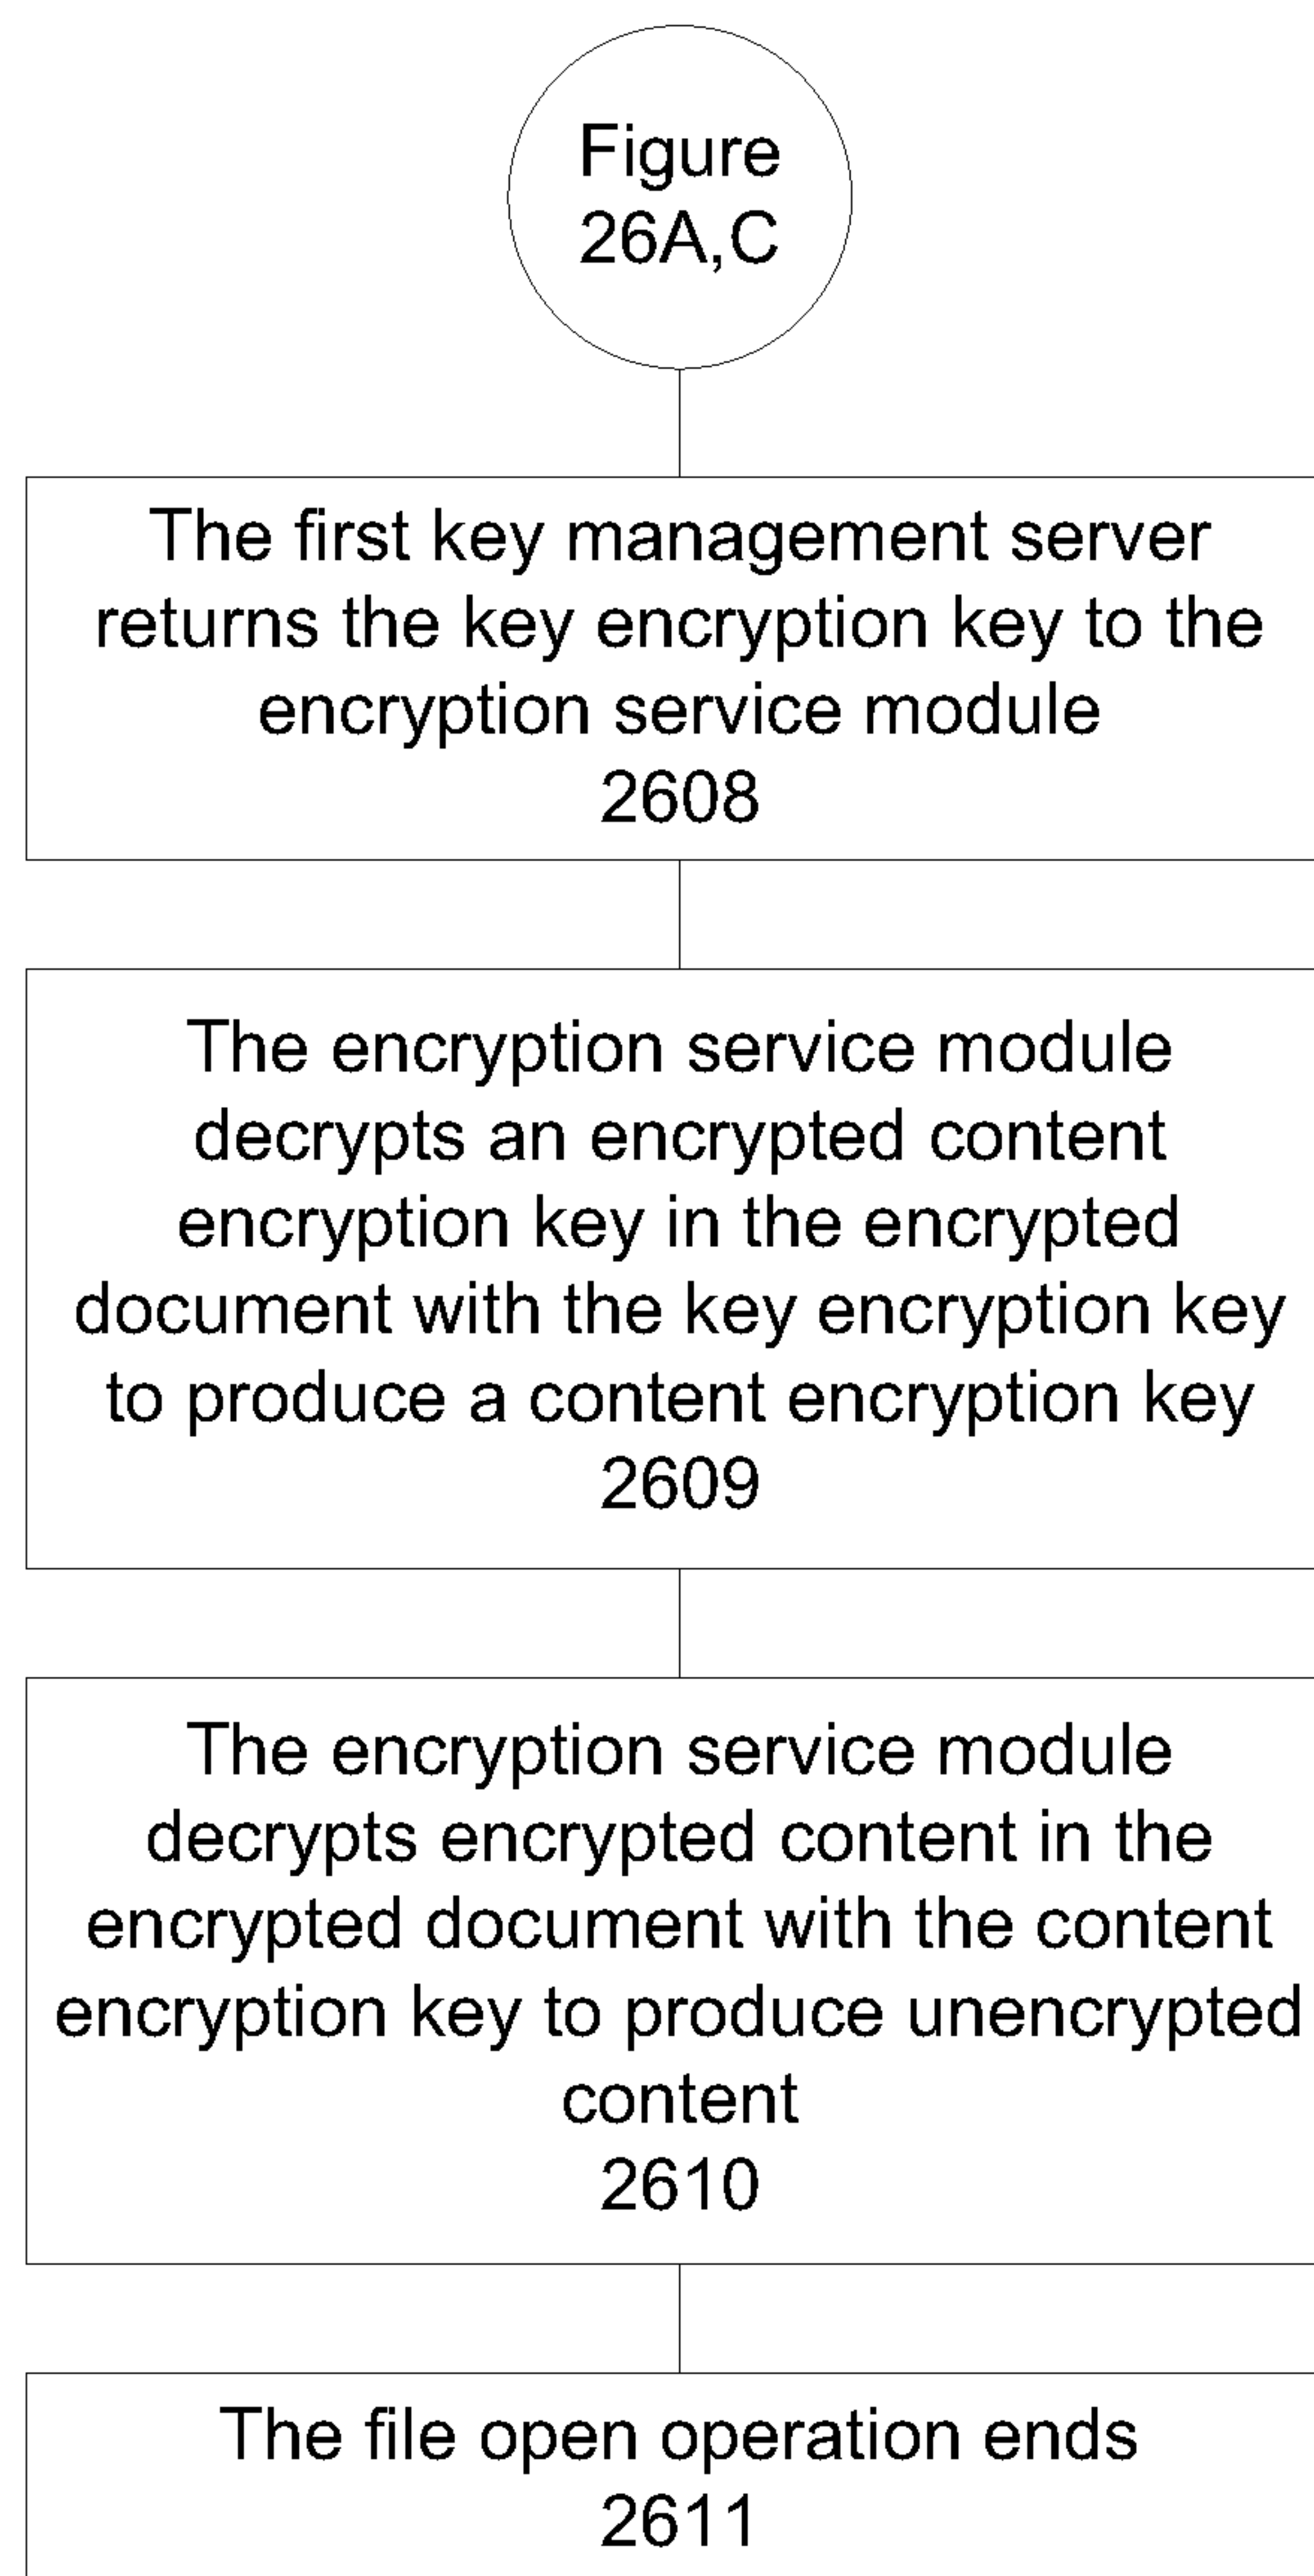 Figure
26A,C
The first key management server
returns the key encryption key to the
encryption service module
2608
The encryption service module
decrypts an encrypted content
encryption key in the encrypted
document with the key encryption key
to produce a content encryption key
2609
The encryption service module
decrypts encrypted content in the
encrypted document with the content
encryption key to produce unencrypted
content
2610
The file open operation ends
2611